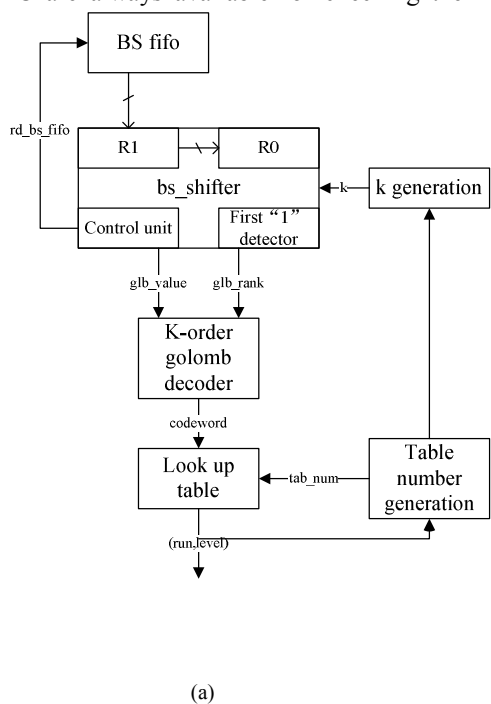 BS fifo
rd_bs_fifo
R1
R0
bs_shifter
k
k generation
Control unit
First “1”
detector
glb_value
glb_rank
K-order
golomb
decoder
codeword
Look up
table
tab_num
Table
number
generation
(run,level)
(a)